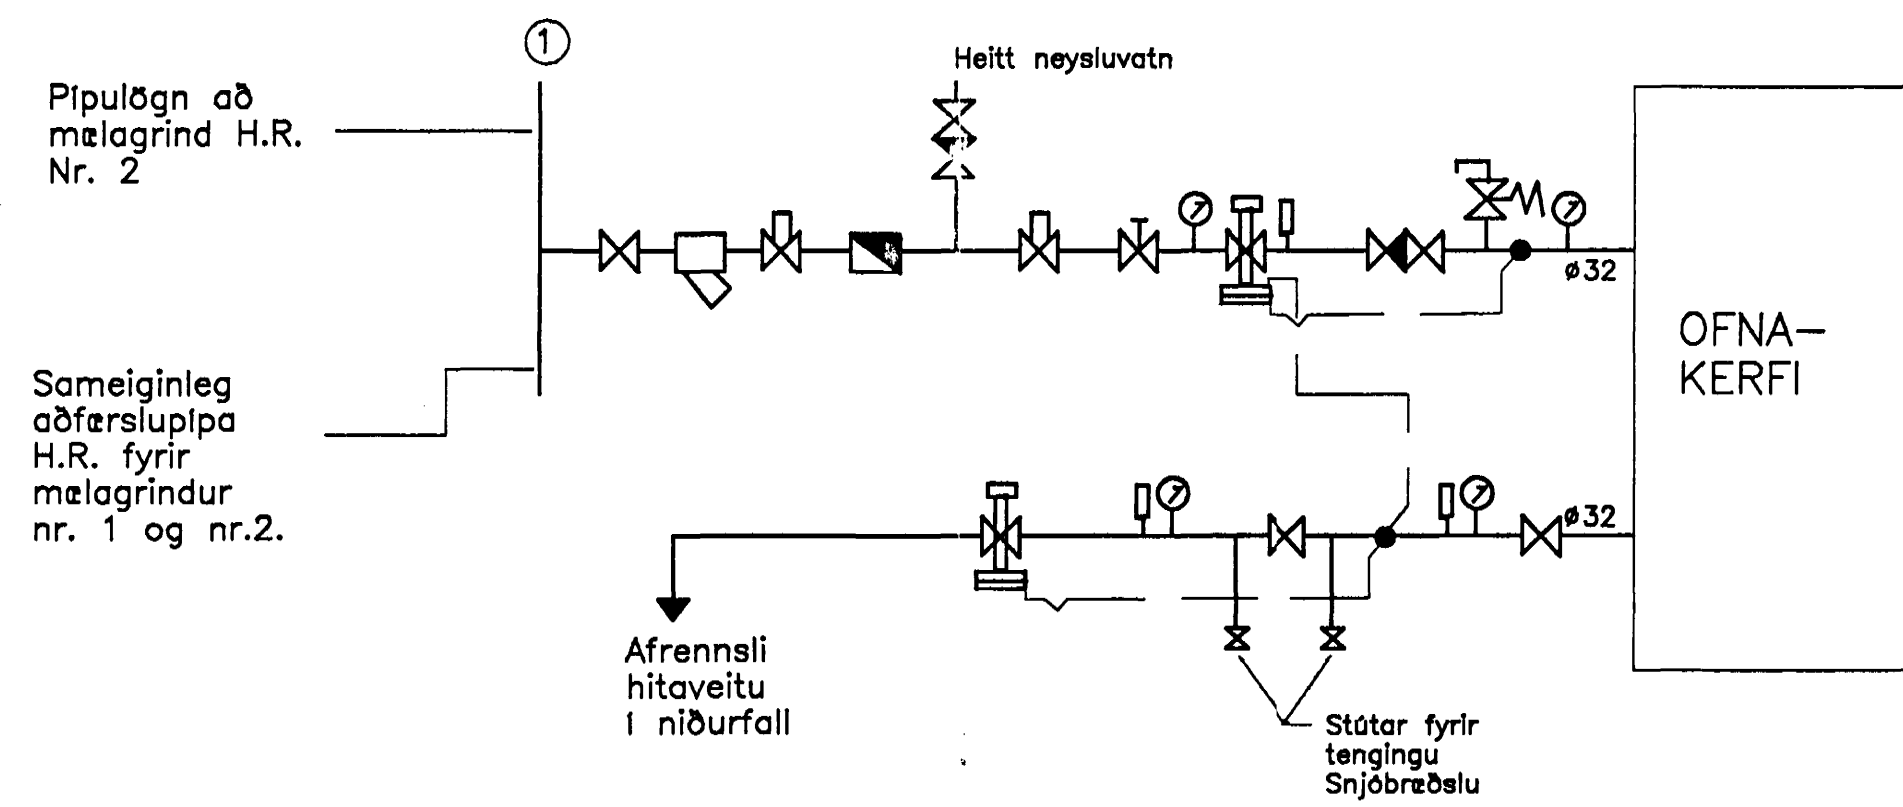 1
Heitt neysluvatn
Pípulögn að
mælagrind H.R.
Nr. 2
ø32
OFNA-
KERFI
Sameiginleg
aðfærslupípa
H.R. fyrir
mælagrindur
nr. 1 og nr.2.
ø32
Afrennsli
hitaveitu
í niðurfall
Stútar fyrir
tengingu
Snjóbræðslu